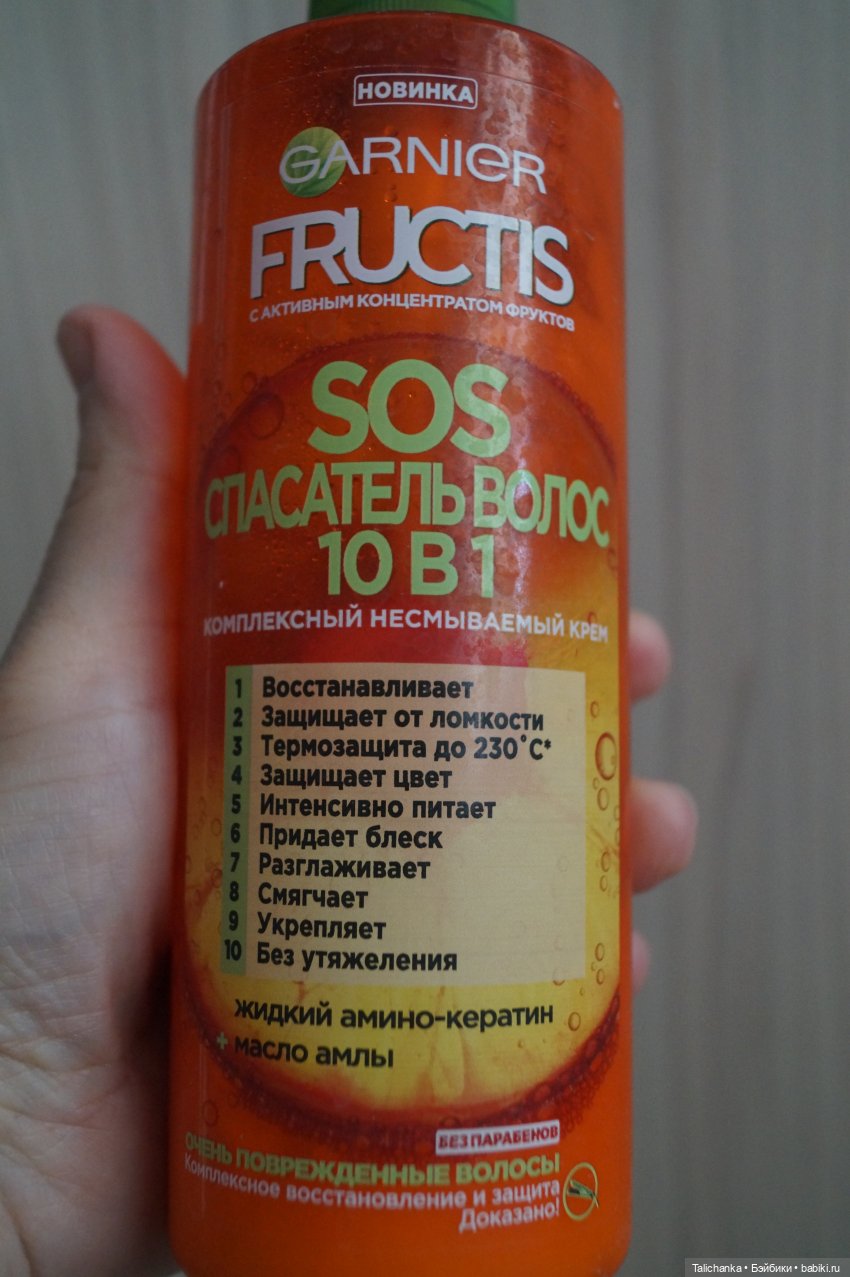 НОВИНКА
GARNIER
FRUCTIS
С АКТИВНЫМ КОНЦЕНТРАТОМ ФРУКТОВ
SOS
СПАСАТЕЛЬ ВОЛОС
10 В 1
КОМПЛЕКСНЫЙ НЕСМЫВАЕМЫЙ КРЕМ
1 Восстанавливает
2 Защищает от ломкости
3 Термозащита до 230°С*
4 Защищает цвет
5 Интенсивно питает
6 Придает блеск
7 Разглаживает
8 Смягчает
9 Укрепляет
10 Без утяжеления
жидкий амино-кератин
+ масло амлы
БЕЗ ПАРАБЕНОВ
ОЧЕНЬ ПОВРЕЖДЕННЫЕ ВОЛОСЫ
Комплексное восстановление и защита
Доказано!
Talichanka • Бэйбики • babiki.ru